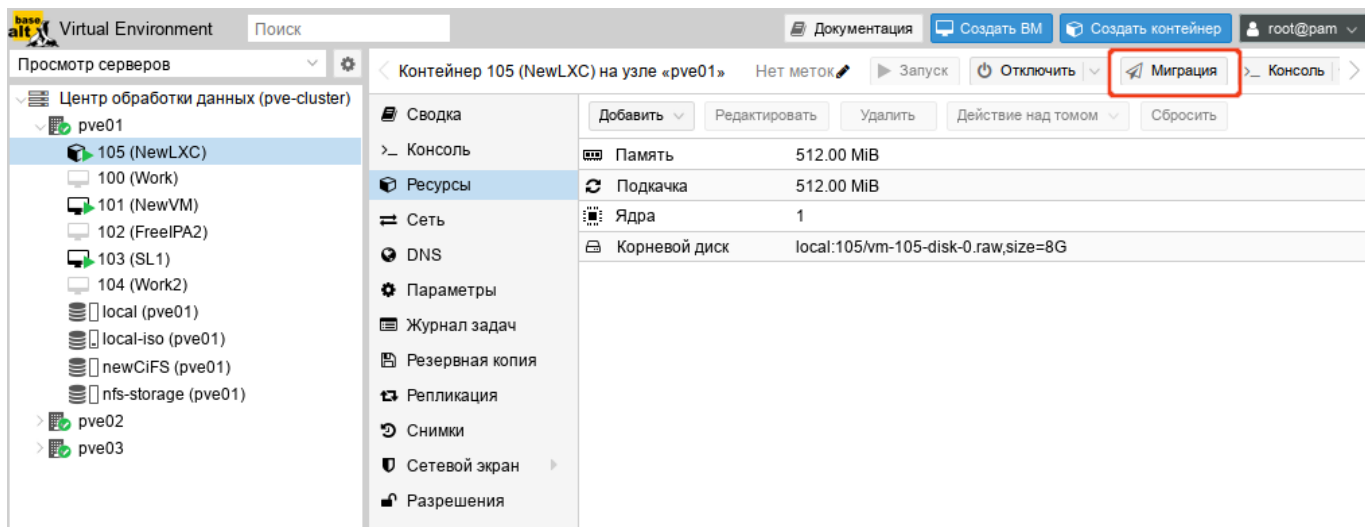 base alt Virtual Environment Поиск Документация Создать ВМ Создать контейнер root@pam
Просмотр серверов
Центр обработки данных (pve-cluster)
pve01
105 (NewLXC)
100 (Work)
101 (NewVM)
102 (FreeIPA2)
103 (SL1)
104 (Work2)
local (pve01)
local-iso (pve01)
newCiFS (pve01)
nfs-storage (pve01)
pve02
pve03
Контейнер 105 (NewLXC) на узле «pve01» Нет меток Запуск Отключить Миграция >_ Консоль
Сводка
>_ Консоль
Ресурсы
Сеть
DNS
Параметры
Журнал задач
Резервная копия
Репликация
Снимки
Сетевой экран
Разрешения
Добавить Редактировать Удалить Действие над томом Сбросить
Память 512.00 MiB
Подкачка 512.00 MiB
Ядра 1
Корневой диск local:105/vm-105-disk-0.raw,size=8G